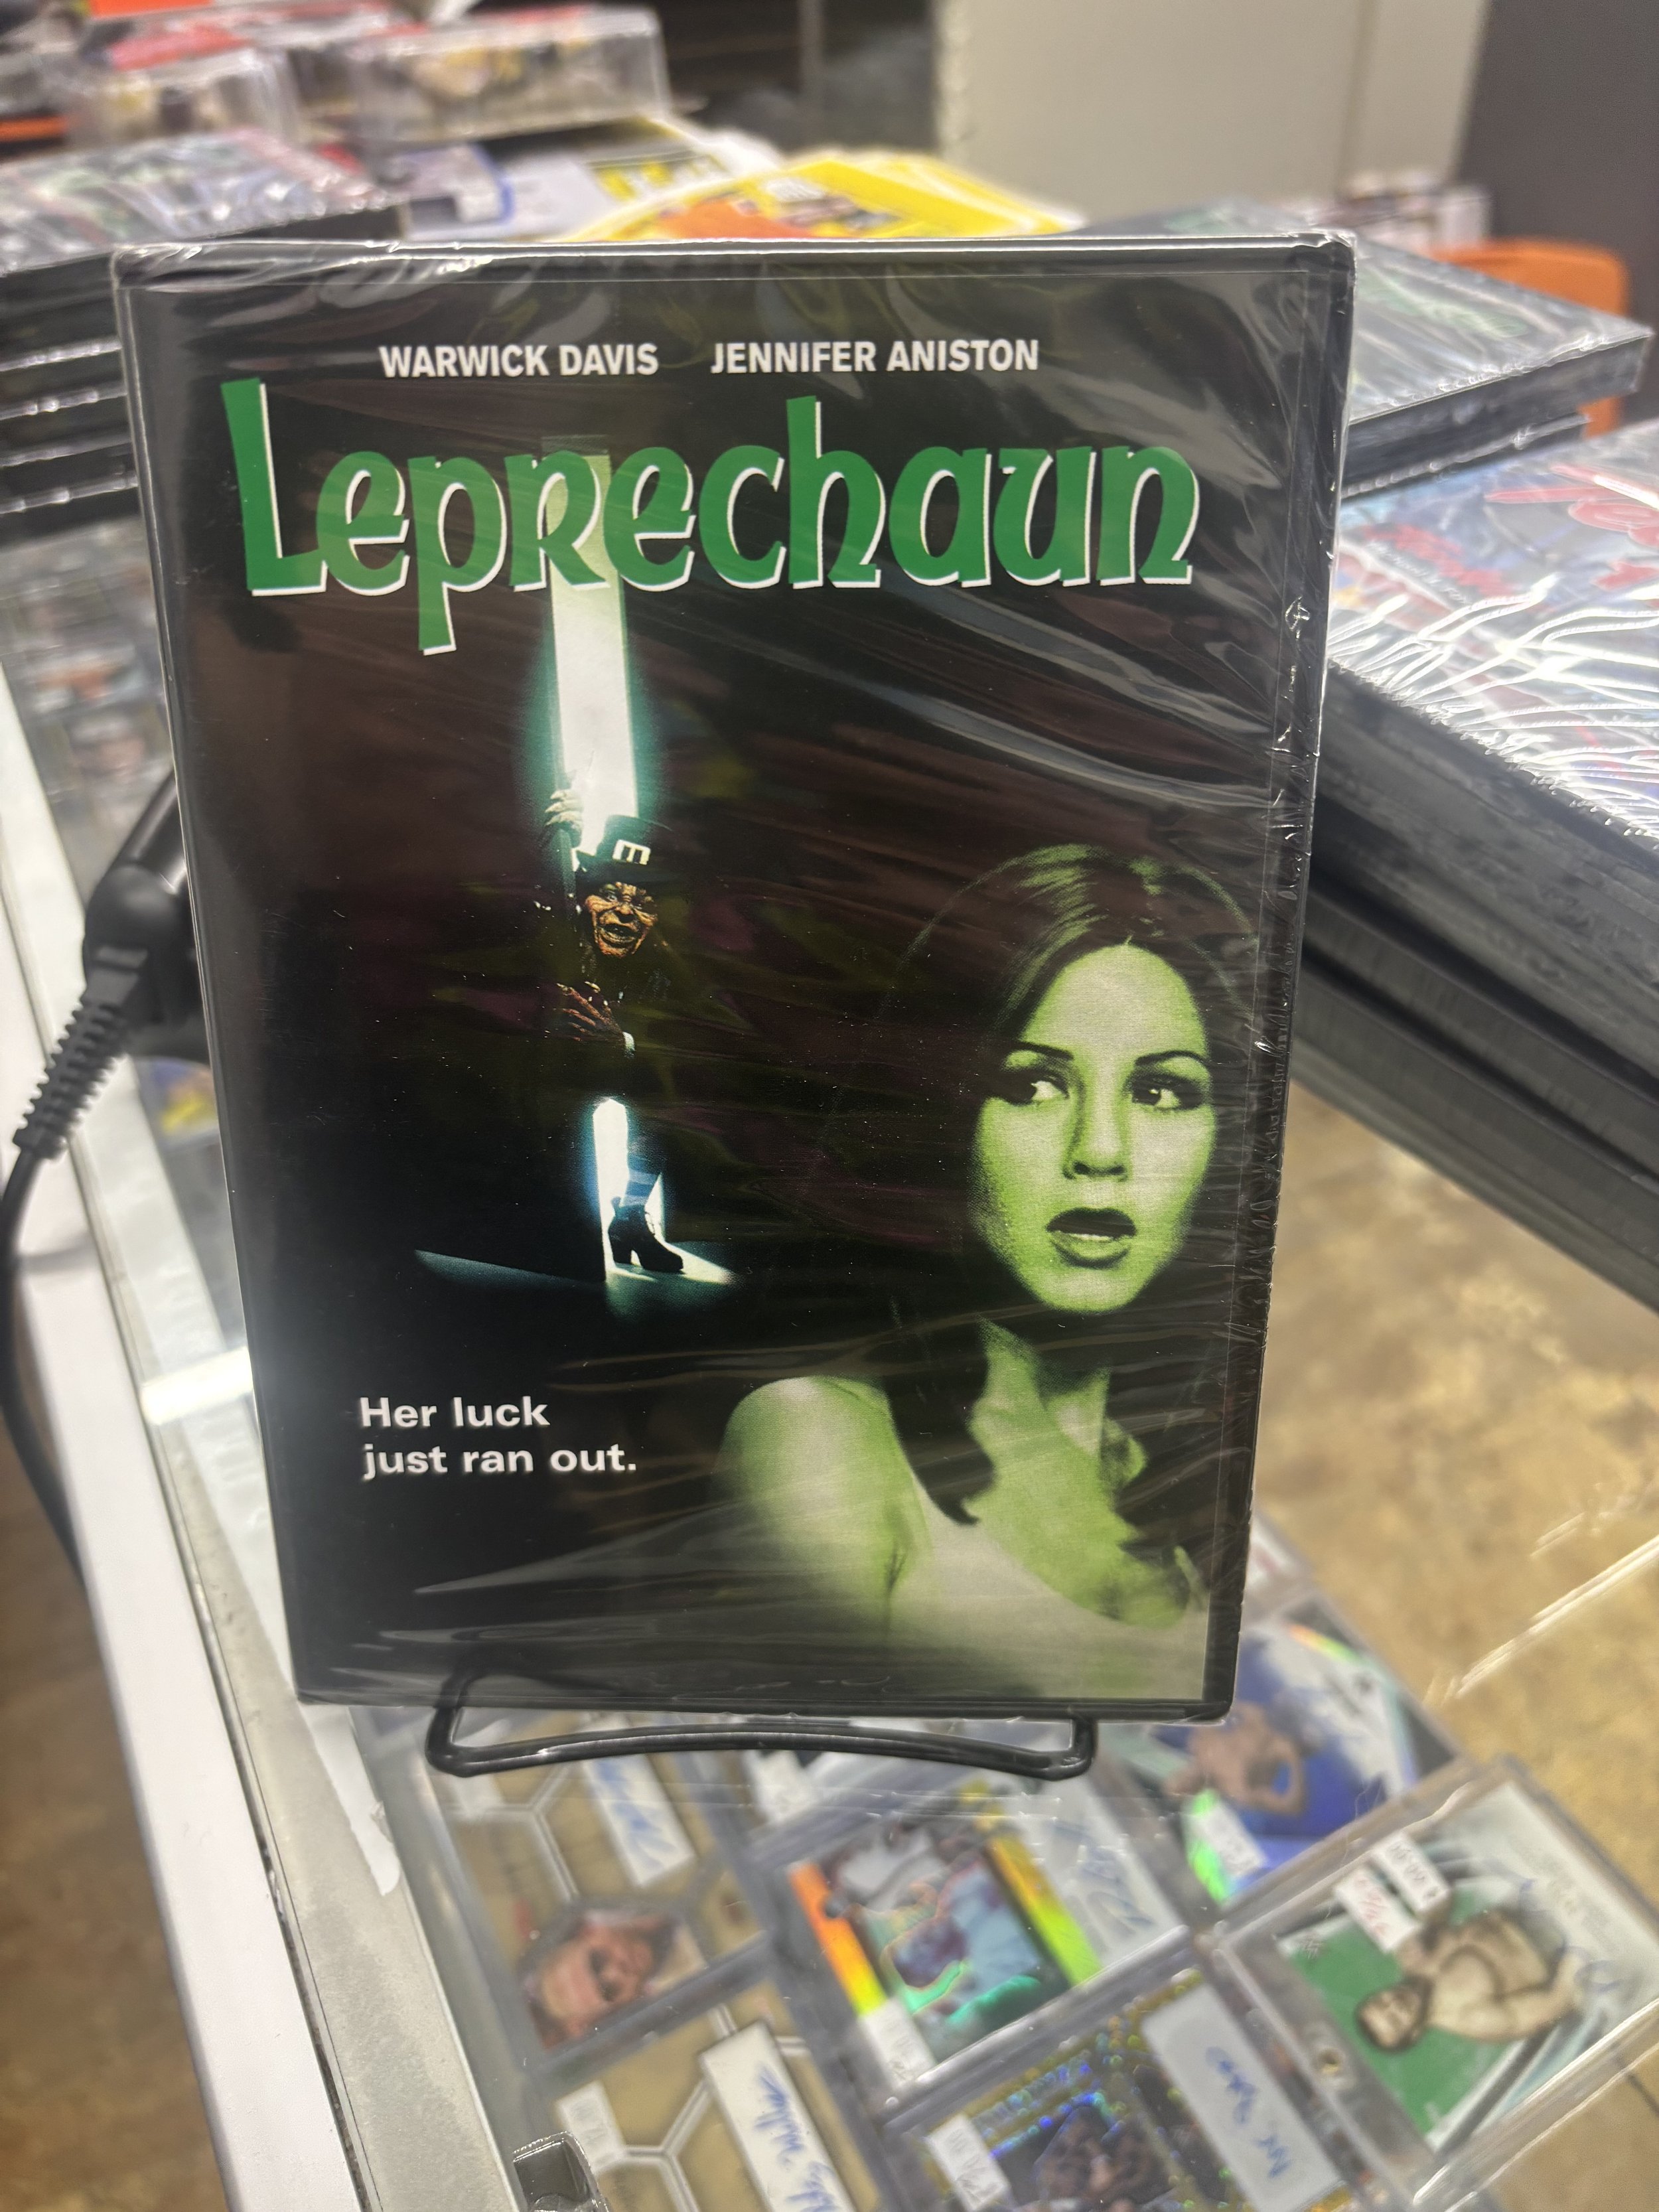 WARWICK DAVIS JENNIFER ANISTON
Leprechaun
Her luck
just ran out.